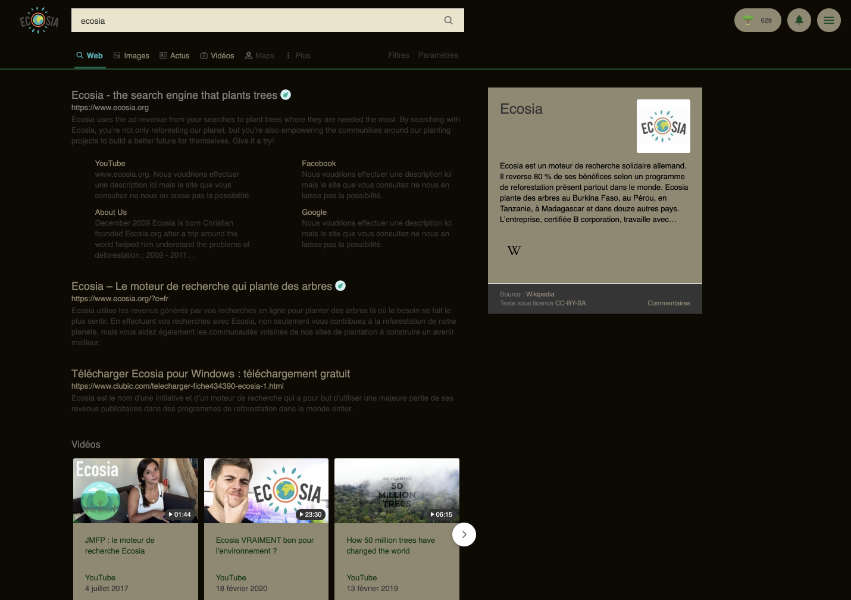 ECOSIA
ecosia
628
Web Images Actus Vidéos Maps Plus Filtres Paramètres
Ecosia - the search engine that plants trees
https://www.ecosia.org
Ecosia uses the ad revenue from your searches to plant trees where they are needed the most. By searching with
Ecosia, you're not only reforesting our planet, but you're also empowering the communities around our planting
projects to build a better future for themselves. Give it a try!
YouTube
www.ecosia.org. Nous voudrions effectuer
une description ici mais le site que vous
consultez ne nous en laisse pas la possibilité.
Facebook
Nous voudrions effectuer une description ici
mais le site que vous consultez ne nous en
laisse pas la possibilité.
About Us
December 2009 Ecosia is born Christian
founded Ecosia.org after a trip around the
world helped him understand the problems of
deforestation.; 2009 - 2011 ...
Google
Nous voudrions effectuer une description ici
mais le site que vous consultez ne nous en
laisse pas la possibilité.
Ecosia – Le moteur de recherche qui plante des arbres
https://www.ecosia.org/?c=fr
Ecosia utilise les revenus générés par vos recherches en ligne pour planter des arbres là où le besoin se fait le
plus sentir. En effectuant vos recherches avec Ecosia, non seulement vous contribuez à la reforestation de notre
planète, mais vous aidez également les communautés voisines de nos sites de plantation à construire un avenir
meilleur.
Télécharger Ecosia pour Windows : téléchargement gratuit
https://www.clubic.com/telecharger-fiche434390-ecosia-1.html
Ecosia est le nom d'une initiative et d'un moteur de recherche qui a pour but d'utiliser une majeure partie de ses
revenus publicitaires dans des programmes de reforestation dans le monde entier.
Vidéos
Ecosia
01:44
JMFP : le moteur de
recherche Ecosia
YouTube
4 juillet 2017
ECOSIA
23:30
Ecosia VRAIMENT bon pour
l'environnement ?
YouTube
18 février 2020
50
MILLION
TREES
06:15
How 50 million trees have
changed the world
YouTube
13 février 2019
Ecosia
ECOSIA
Ecosia est un moteur de recherche solidaire allemand.
Il reverse 80 % de ses bénéfices selon un programme
de reforestation présent partout dans le monde. Ecosia
plante des arbres au Burkina Faso, au Pérou, en
Tanzanie, à Madagascar et dans douze autres pays.
L'entreprise, certifiée B corporation, travaille avec…
W
Source : Wikipedia
Texte sous licence CC-BY-SA
Commentaires